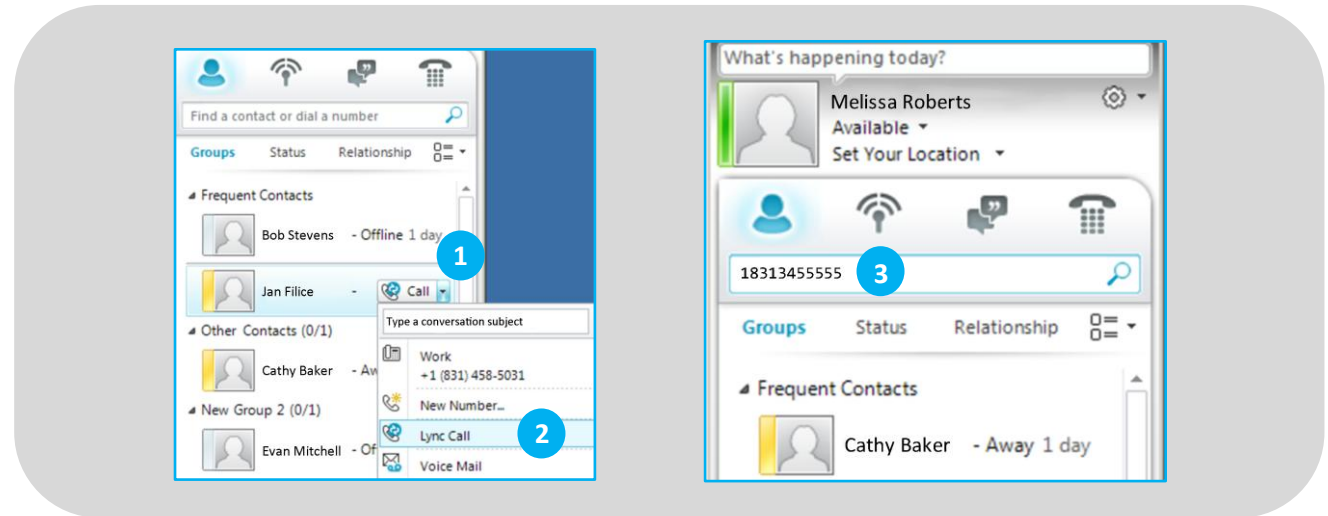 Find a contact or dial a number
Groups Status Relationship
Frequent Contacts
Bob Stevens - Offline 1 day
1
Jan Filice - Call
Type a conversation subject
Other Contacts (0/1)
Work
+1 (831) 458-5031
Cathy Baker
New Number...
New Group 2 (0/1)
Lync Call 2
Evan Mitchell
Voice Mail
What's happening today?
Melissa Roberts
Available
Set Your Location
18313455555 3
Groups Status Relationship
Frequent Contacts
Cathy Baker - Away 1 day